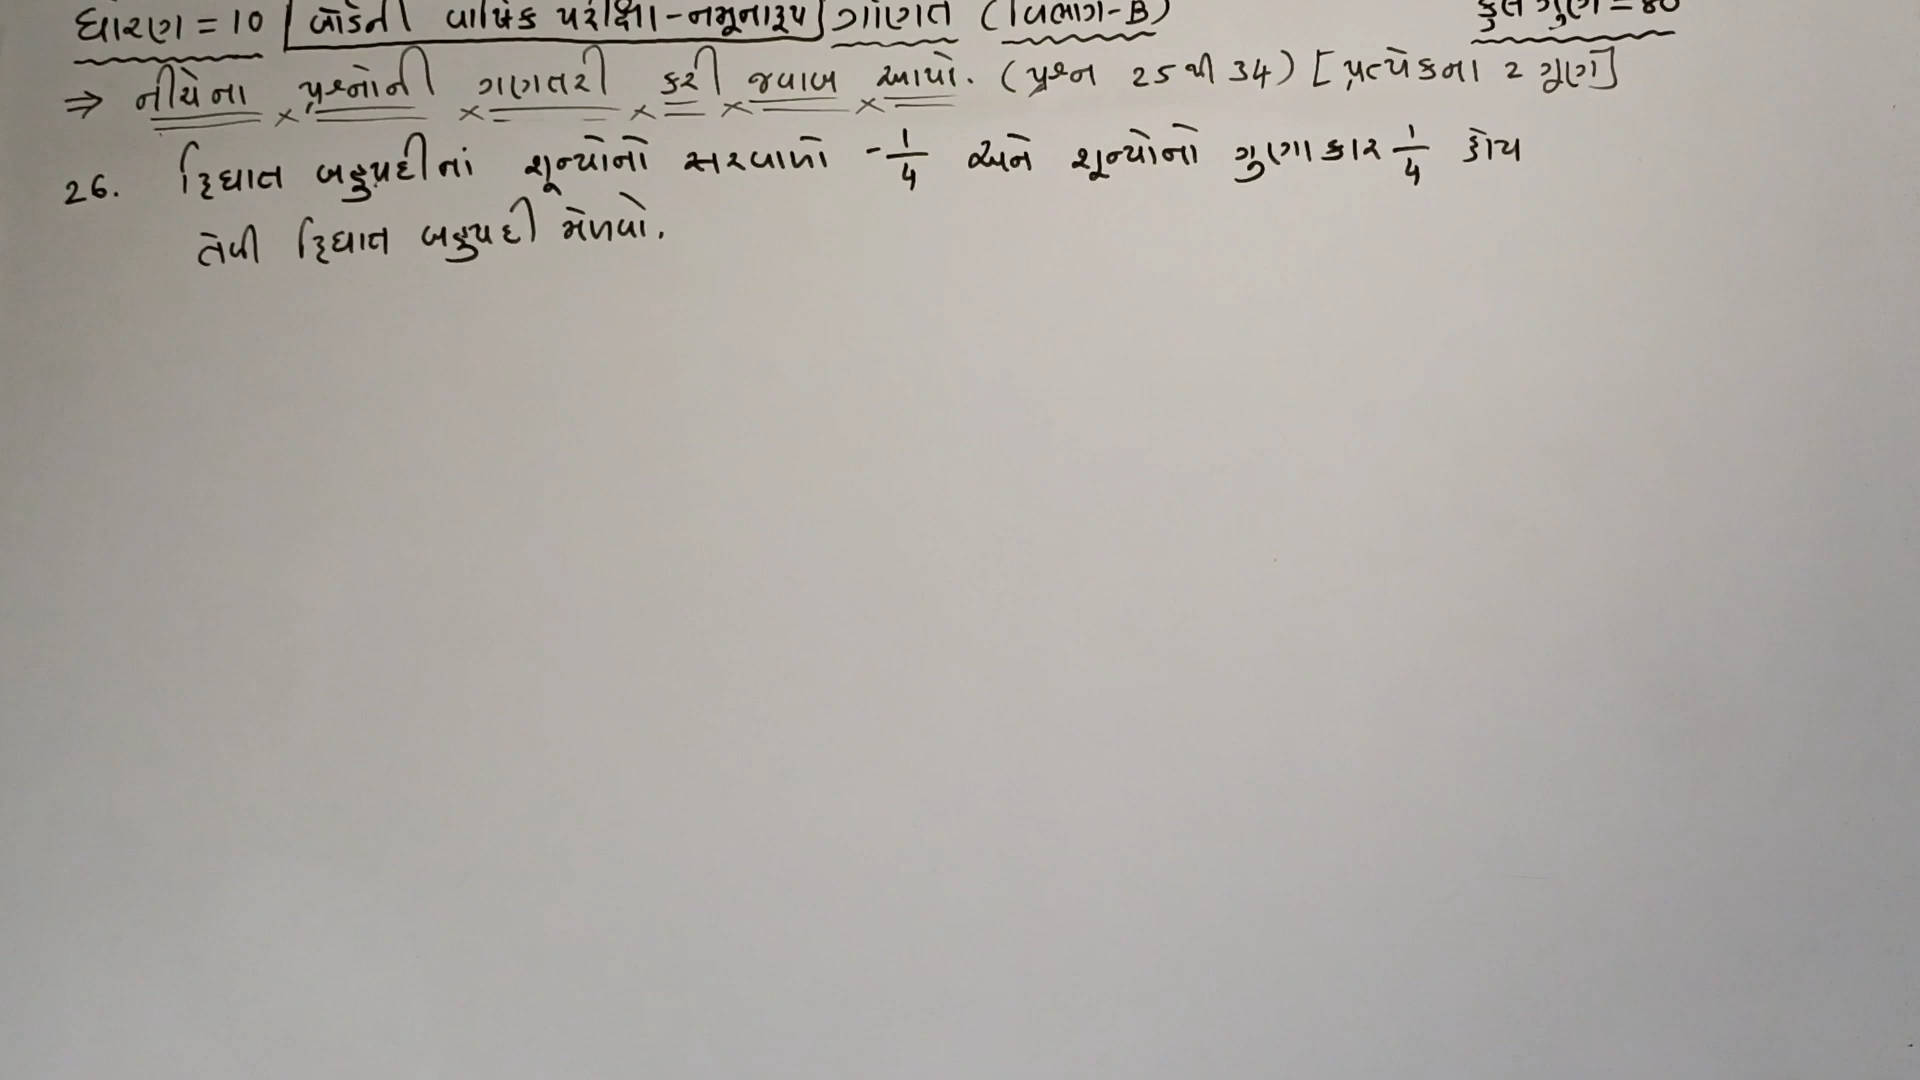 ધોરણ = 10 બોર્ડની વાર્ષિક પરીક્ષા - નમૂનારૂપ ગણિત (વિભાગ-B) કુલ ગુણ = 80
⇒ નીચેના પ્રશ્નોની ગણતરી કરી જવાબ આપો. (પ્રશ્ન 25 થી 34) [પ્રત્યેકના 2 ગુણ]
26. દ્વિઘાત બહુપદીનાં શૂન્યોનો સરવાળો -1/4 અને શૂન્યોનો ગુણાકાર 1/4 હોય
તેવી દ્વિઘાત બહુપદી મેળવો.